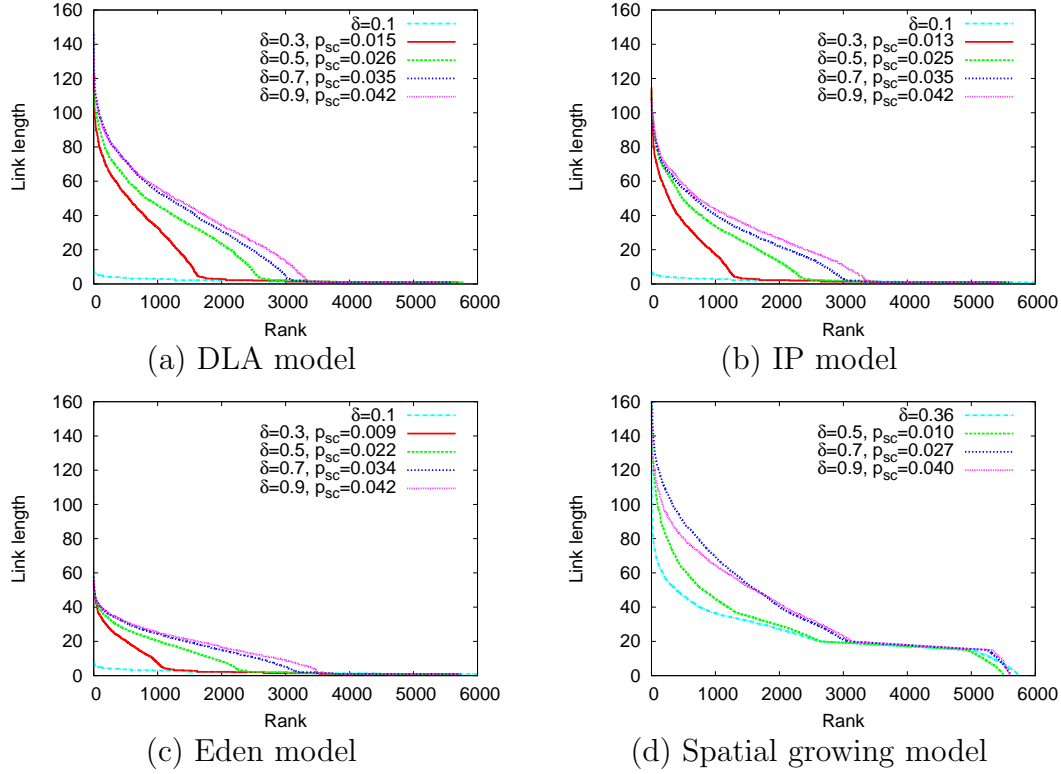 160
140
120
100
80
60
40
20
0
Link length
0 1000 2000 3000 4000 5000 6000
Rank
δ=0.1
δ=0.3, p_sc=0.015
δ=0.5, p_sc=0.026
δ=0.7, p_sc=0.035
δ=0.9, p_sc=0.042
(a) DLA model
160
140
120
100
80
60
40
20
0
Link length
0 1000 2000 3000 4000 5000 6000
Rank
δ=0.1
δ=0.3, p_sc=0.013
δ=0.5, p_sc=0.025
δ=0.7, p_sc=0.035
δ=0.9, p_sc=0.042
(b) IP model
160
140
120
100
80
60
40
20
0
Link length
0 1000 2000 3000 4000 5000 6000
Rank
δ=0.1
δ=0.3, p_sc=0.009
δ=0.5, p_sc=0.022
δ=0.7, p_sc=0.034
δ=0.9, p_sc=0.042
(c) Eden model
160
140
120
100
80
60
40
20
0
Link length
0 1000 2000 3000 4000 5000 6000
Rank
δ=0.36
δ=0.5, p_sc=0.010
δ=0.7, p_sc=0.027
δ=0.9, p_sc=0.040
(d) Spatial growing model